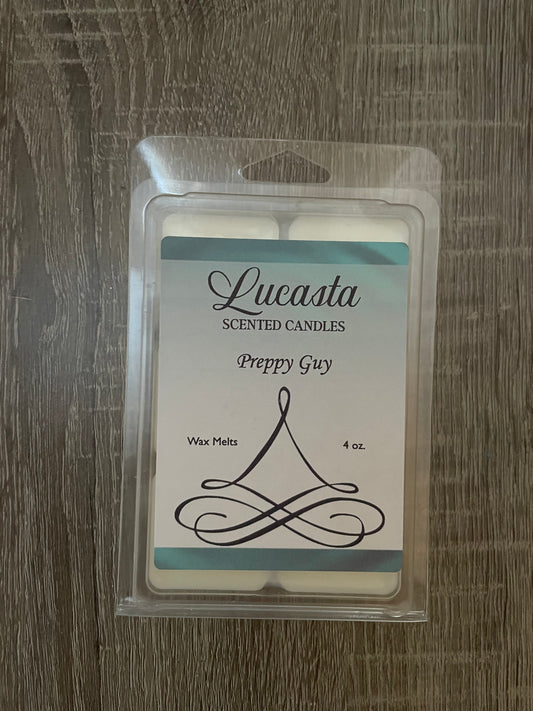 Lucasta
SCENTED CANDLES
Preppy Guy
Wax Melts 4 oz.